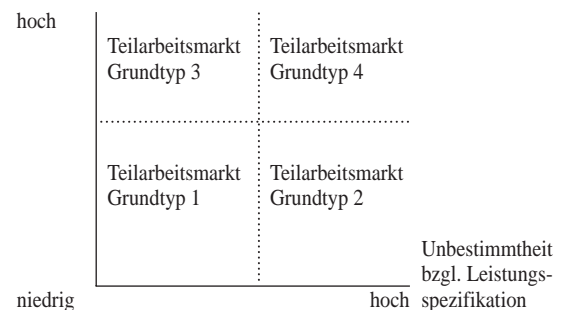 hoch
Teilarbeitsmarkt
Grundtyp 3
Teilarbeitsmarkt
Grundtyp 4
Teilarbeitsmarkt
Grundtyp 1
Teilarbeitsmarkt
Grundtyp 2
Unbestimmtheit
bzgl. Leistungs-
niedrig
hoch spezifikation